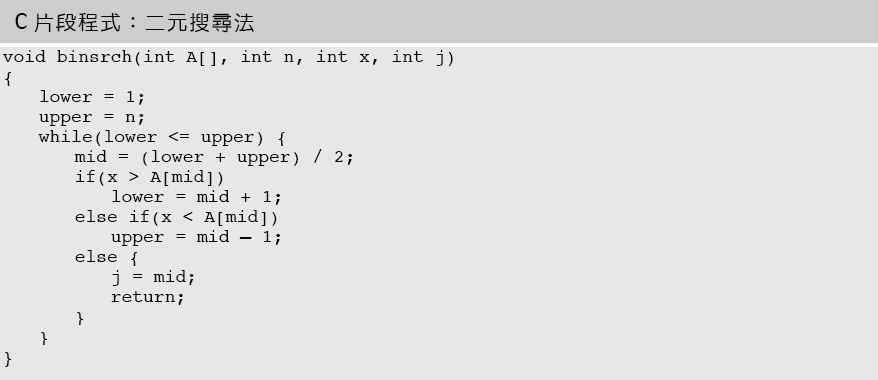 C 片段程式：二元搜尋法
void binsrch(int A[], int n, int x, int j)
{
    lower = 1;
    upper = n;
    while(lower <= upper) {
        mid = (lower + upper) / 2;
        if(x > A[mid])
            lower = mid + 1;
        else if(x < A[mid])
            upper = mid – 1;
        else {
            j = mid;
            return;
        }
    }
}